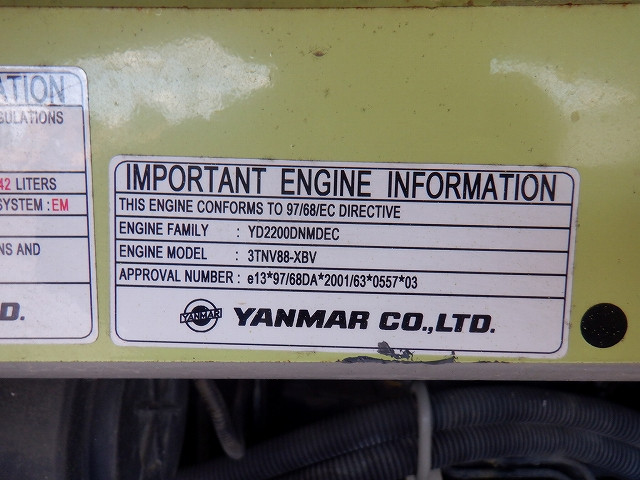 ATION
SULATIONS
42 LITERS
SYSTEM : EM
NS AND
D.
IMPORTANT ENGINE INFORMATION
THIS ENGINE CONFORMS TO 97/68/EC DIRECTIVE
ENGINE FAMILY : YD2200DNMDEC
ENGINE MODEL : 3TNV88-XBV
APPROVAL NUMBER : e13*97/68DA*2001/63*0557*03
YANMAR YANMAR CO.,LTD.